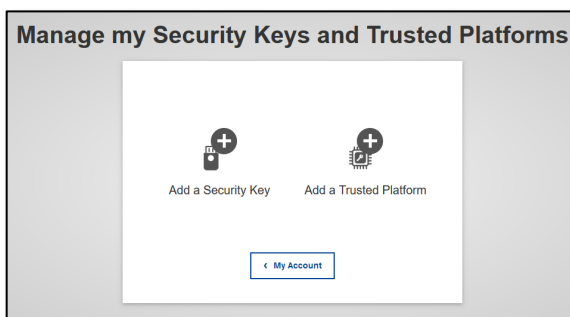 Manage my Security Keys and Trusted Platforms
Add a Security Key
Add a Trusted Platform
‹ My Account